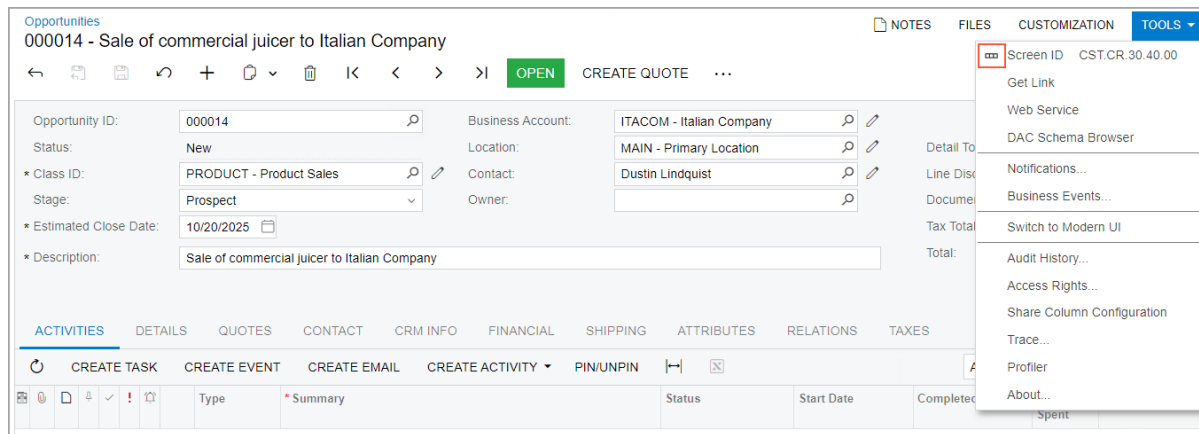 Opportunities
NOTES FILES CUSTOMIZATION TOOLS
000014 - Sale of commercial juicer to Italian Company
OPEN CREATE QUOTE
Screen ID CST.CR.30.40.00
Get Link
Web Service
DAC Schema Browser
Notifications...
Business Events...
Switch to Modern UI
Audit History...
Access Rights...
Share Column Configuration
Trace...
Profiler
About...
Opportunity ID: 000014 Business Account: ITACOM - Italian Company
Status: New Location: MAIN - Primary Location Detail To
* Class ID: PRODUCT - Product Sales Contact: Dustin Lindquist Line Disc
Stage: Prospect Owner: Docume
* Estimated Close Date: 10/20/2025 Tax Total
* Description: Sale of commercial juicer to Italian Company Total:
ACTIVITIES DETAILS QUOTES CONTACT CRM INFO FINANCIAL SHIPPING ATTRIBUTES RELATIONS TAXES
CREATE TASK CREATE EVENT CREATE EMAIL CREATE ACTIVITY PIN/UNPIN A
Type * Summary Status Start Date Completed
Spent